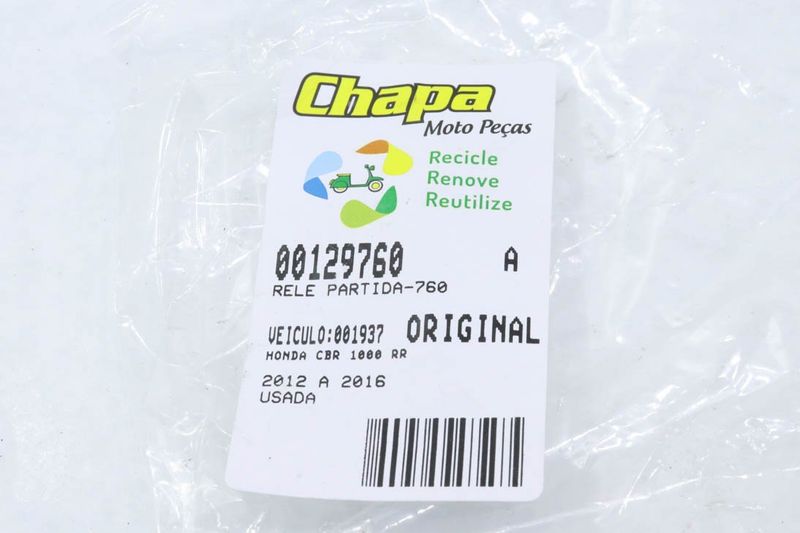 Chapa
Moto Peças
Recicle
Renove
Reutilize
00129760 A
RELE PARTIDA-760
VEICULO:001937 ORIGINAL
HONDA CBR 1000 RR
2012 A 2016
USADA